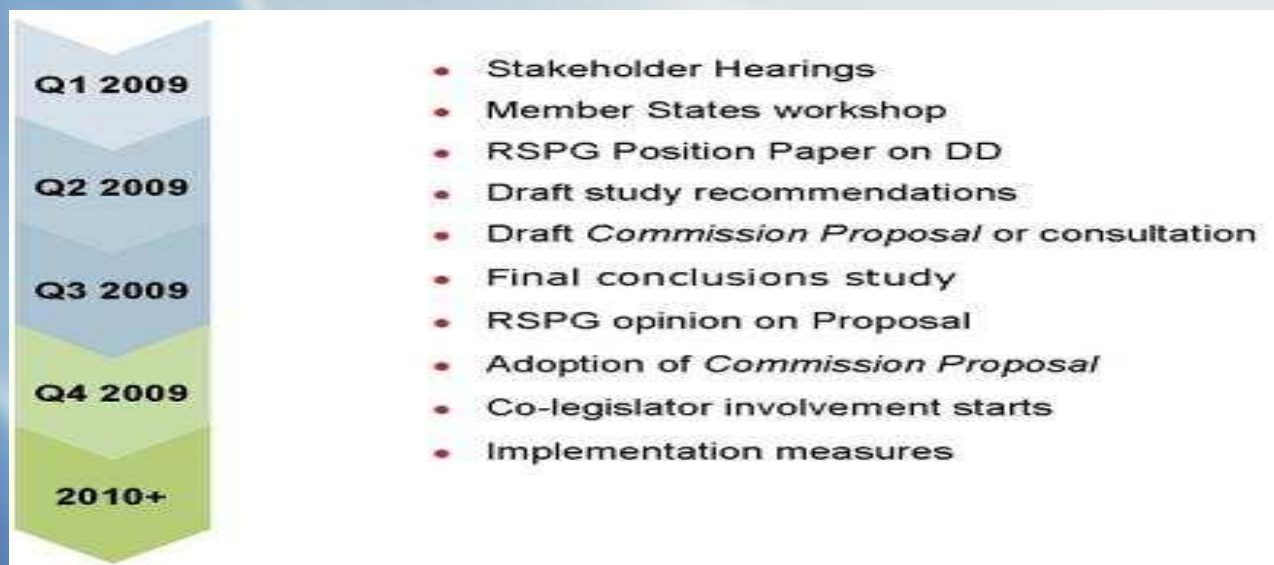 Q1 2009
Q2 2009
Q3 2009
Q4 2009
2010+
• Stakeholder Hearings
• Member States workshop
• RSPG Position Paper on DD
• Draft study recommendations
• Draft Commission Proposal or consultation
• Final conclusions study
• RSPG opinion on Proposal
• Adoption of Commission Proposal
• Co-legislator involvement starts
• Implementation measures